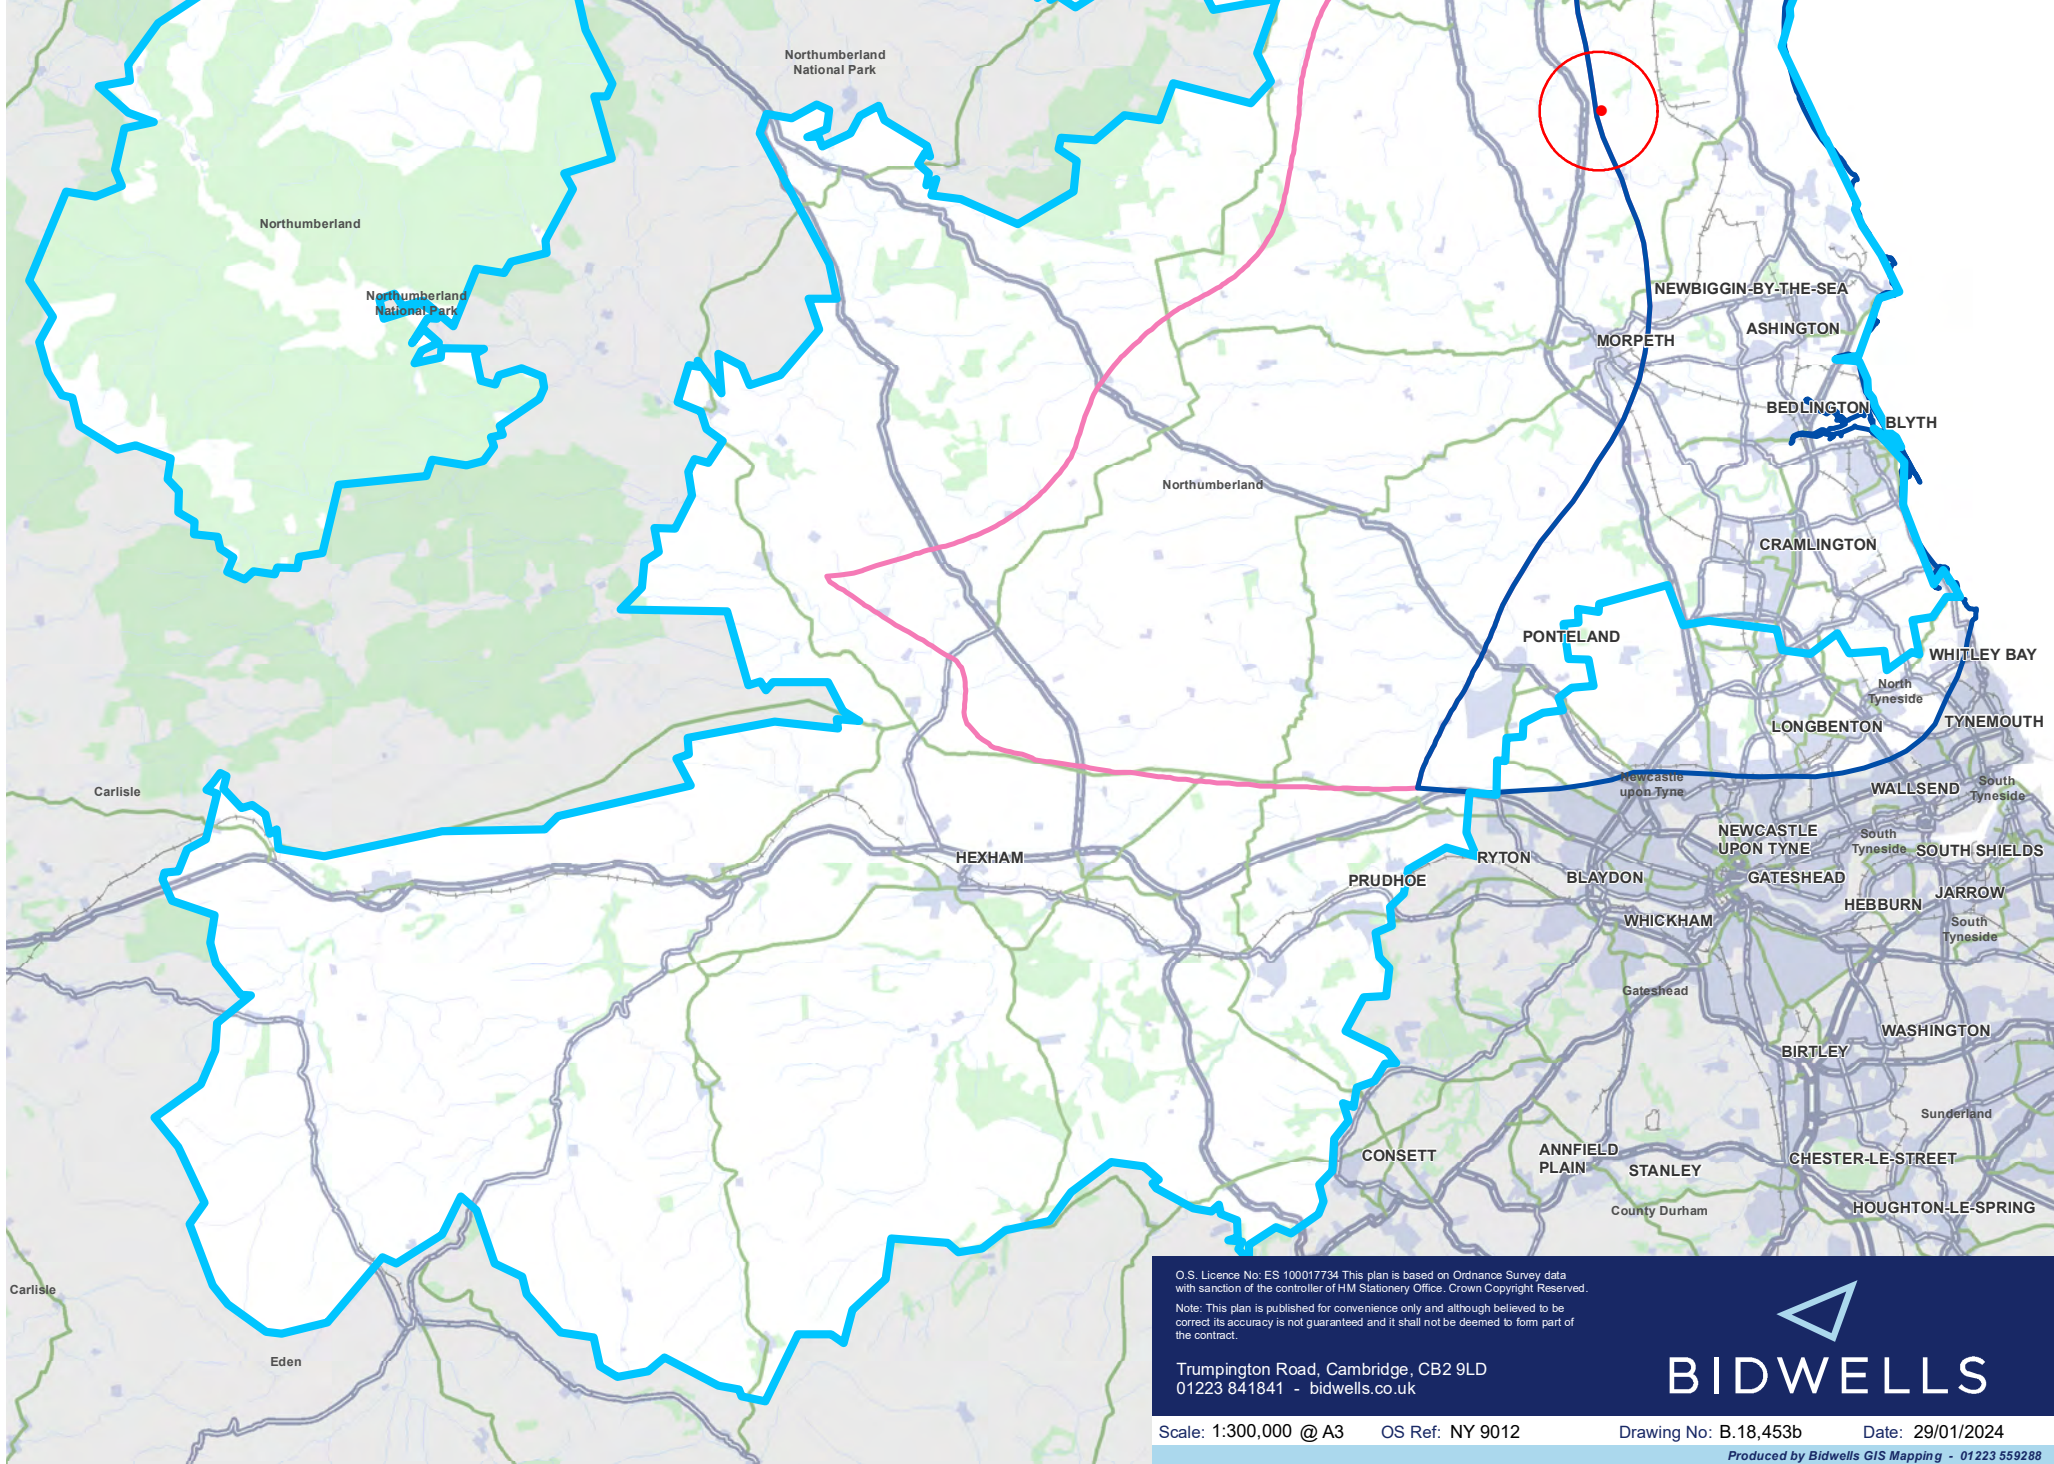 Northumberland
National Park
Northumberland
Northumberland
National Park
NEWBIGGIN-BY-THE-SEA
ASHINGTON
MORPETH
BEDLINGTON
BLYTH
Northumberland
CRAMLINGTON
PONTELAND
WHITLEY BAY
North
Tyneside
TYNEMOUTH
LONGBENTON
Carlisle
Newcastle
upon Tyne
WALLSEND
South
Tyneside
NEWCASTLE
UPON TYNE
South
Tyneside
SOUTH SHIELDS
HEXHAM
RYTON
PRUDHOE
BLAYDON
GATESHEAD
JARROW
HEBBURN
WHICKHAM
South
Tyneside
Gateshead
WASHINGTON
BIRTLEY
Sunderland
CONSETT
ANNFIELD
PLAIN
STANLEY
CHESTER-LE-STREET
County Durham
HOUGHTON-LE-SPRING
Carlisle
Eden
O.S. Licence No: ES 100017734 This plan is based on Ordnance Survey data
with sanction of the controller of HM Stationery Office. Crown Copyright Reserved.
Note: This plan is published for convenience only and although believed to be
correct its accuracy is not guaranteed and it shall not be deemed to form part of
the contract.
Trumpington Road, Cambridge, CB2 9LD
01223 841841 - bidwells.co.uk
BIDWELLS
Scale: 1:300,000 @ A3 OS Ref: NY 9012 Drawing No: B.18,453b Date: 29/01/2024
Produced by Bidwells GIS Mapping - 01223 559288